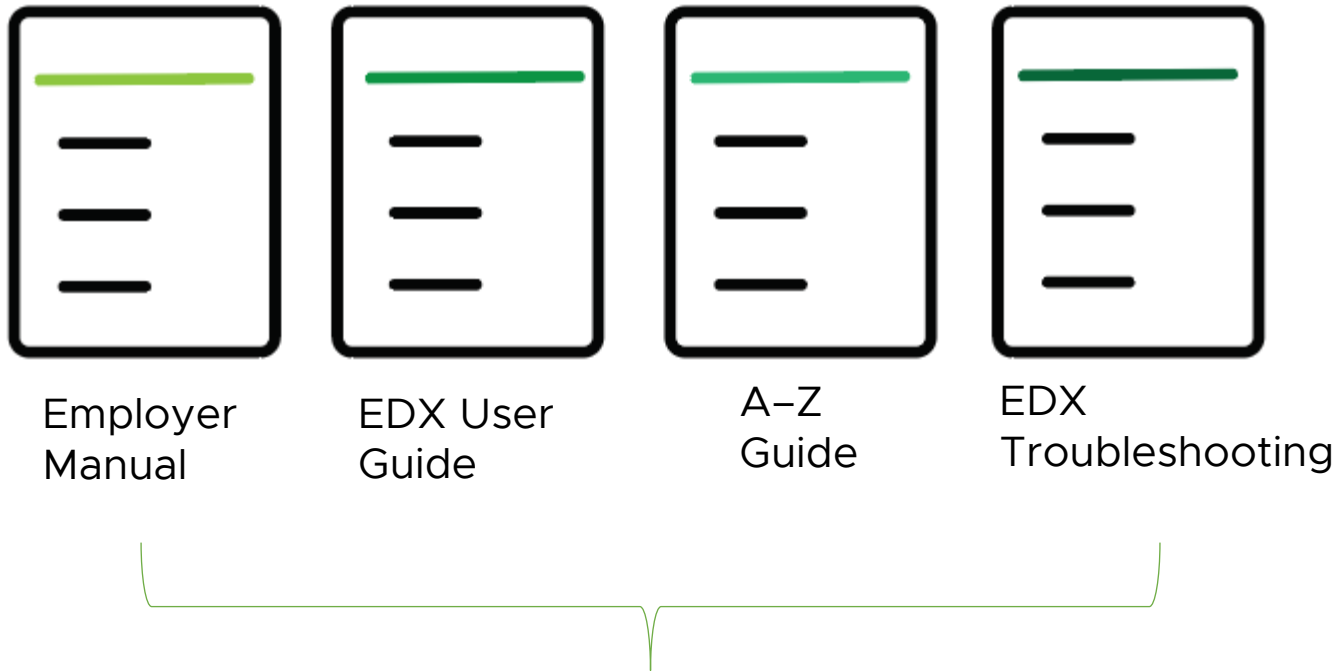 Employer
Manual
EDX User
Guide
A–Z
Guide
EDX
Troubleshooting